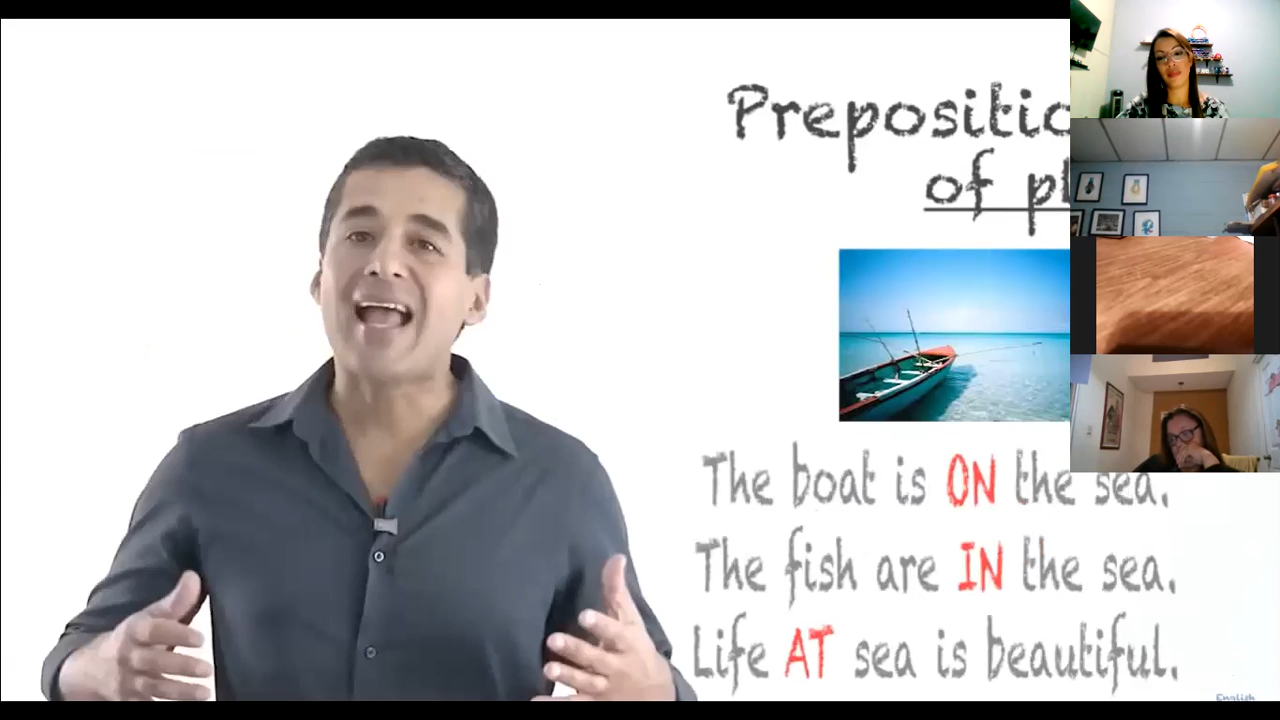 Prepositio
of pl
The boat is ON the sea.
The fish are IN the sea.
Life AT sea is beautiful.
English